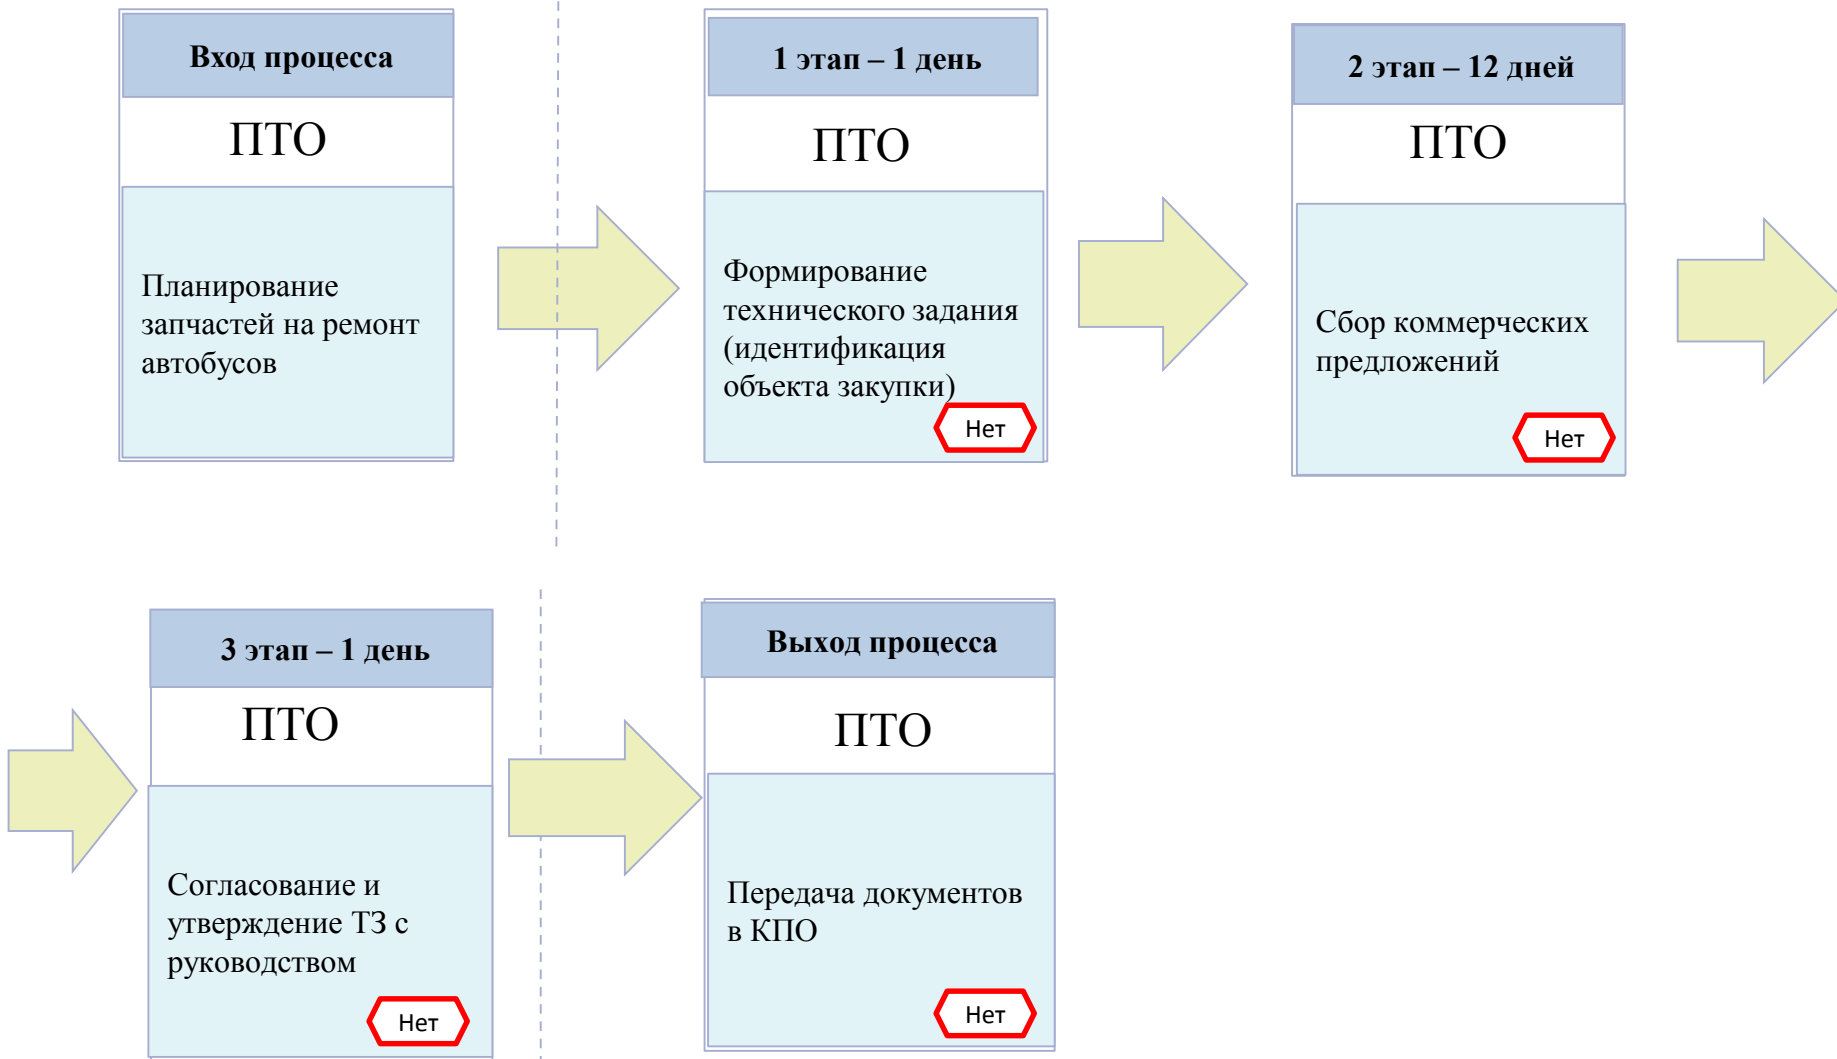 Вход процесса
ПТО
Планирование
запчастей на ремонт
автобусов
1 этап – 1 день
ПТО
Формирование
технического задания
(идентификация
объекта закупки)
Нет
2 этап – 12 дней
ПТО
Сбор коммерческих
предложений
Нет
3 этап – 1 день
ПТО
Согласование и
утверждение ТЗ с
руководством
Нет
Выход процесса
ПТО
Передача документов
в КПО
Нет